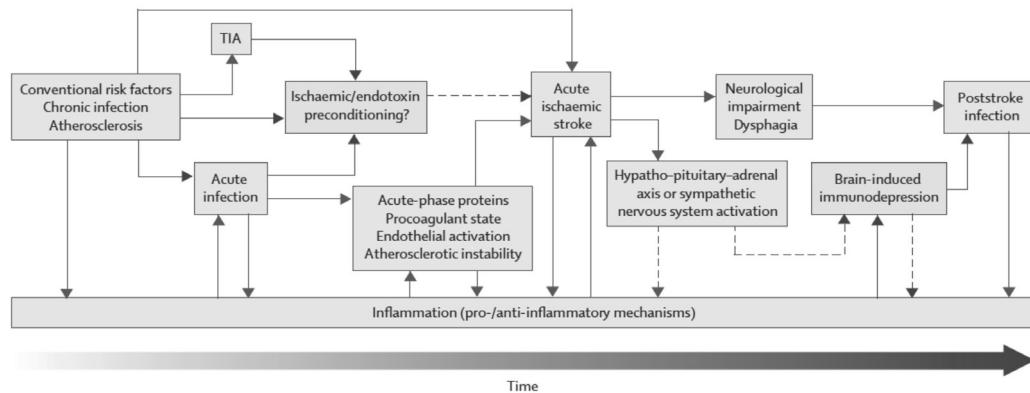 TIA
Conventional risk factors
Chronic infection
Atherosclerosis
Ischaemic/endotoxin
preconditioning?
Acute
ischaemic
stroke
Neurological
impairment
Dysphagia
Poststroke
infection
Acute
infection
Acute-phase proteins
Procoagulant state
Endothelial activation
Atherosclerotic instability
Hypatho–pituitary–adrenal
axis or sympathetic
nervous system activation
Brain-induced
immunodepression
Inflammation (pro-/anti-inflammatory mechanisms)
Time